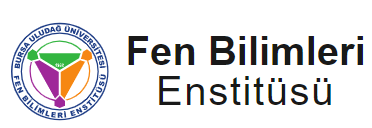 BURSA ULUDAĞ ÜNİVERSİTESİ
FEN BİLİMLERİ ENSTİTÜSÜ
Fen Bilimleri
Enstitüsü